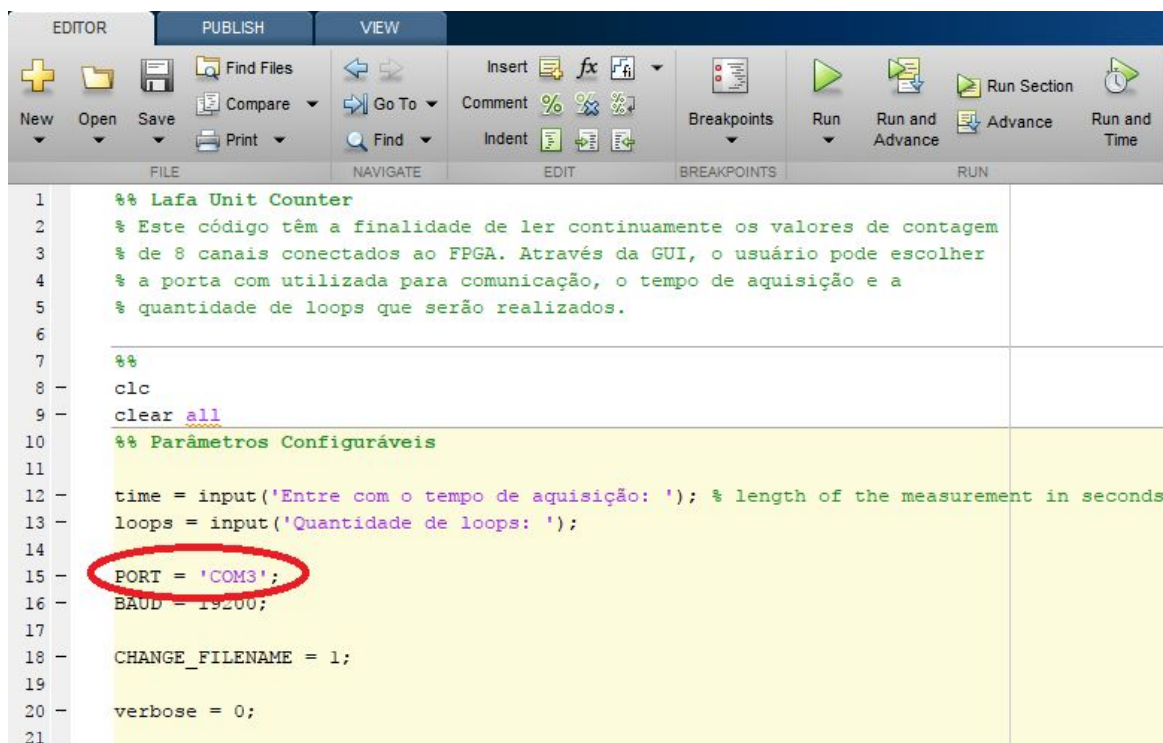 EDITOR PUBLISH VIEW
New Open Save Find Files Compare Print
Go To Find
Insert fx fi
Comment % % %
Indent
Breakpoints
Run Run and Advance Run Section Advance Run and Time
FILE NAVIGATE EDIT BREAKPOINTS RUN
1 %% Lafa Unit Counter
2 % Este código têm a finalidade de ler continuamente os valores de contagem
3 % de 8 canais conectados ao FPGA. Através da GUI, o usuário pode escolher
4 % a porta com utilizada para comunicação, o tempo de aquisição e a
5 % quantidade de loops que serão realizados.
6
7 %%
8 – clc
9 – clear all
10 %% Parâmetros Configuráveis
11
12 – time = input('Entre com o tempo de aquisição: '); % length of the measurement in seconds
13 – loops = input('Quantidade de loops: ');
14
15 – PORT = 'COM3';
16 – BAUD = 19200;
17
18 – CHANGE_FILENAME = 1;
19
20 – verbose = 0;
21